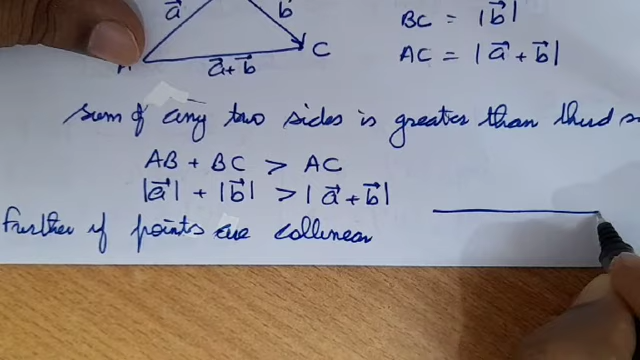 a⃗ b⃗
BC = |b⃗|
C
a⃗+b⃗
AC = |a⃗+b⃗|
Sum of any two sides is greater than third
AB + BC > AC
|a⃗| + |b⃗| > |a⃗+b⃗|
Further if points are collinear